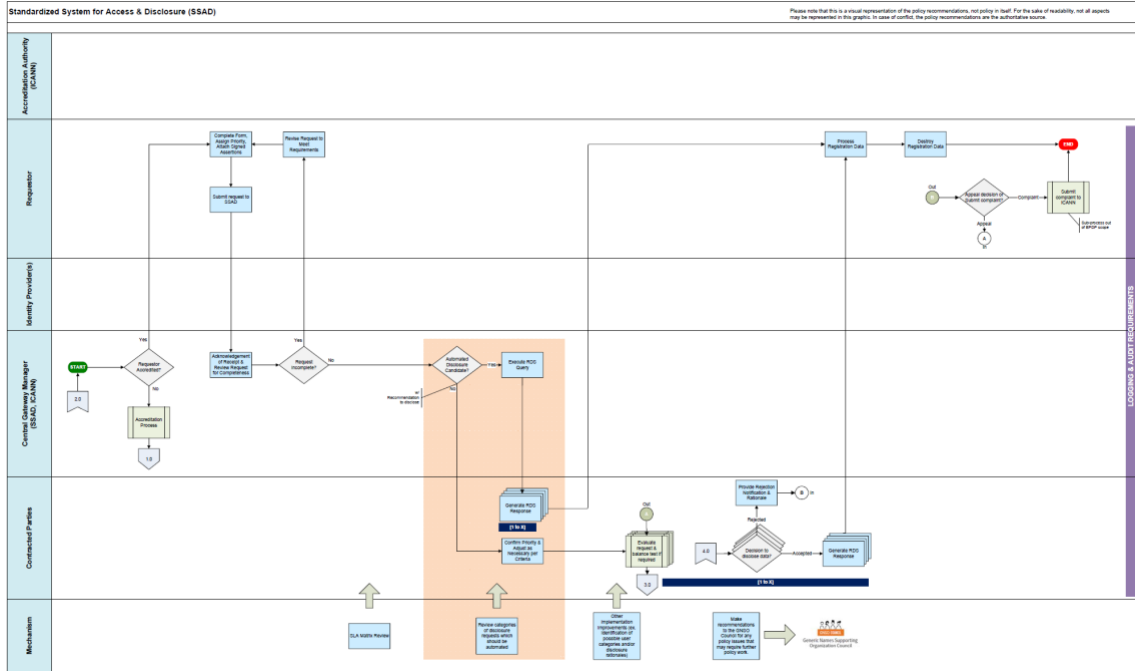 Standardized System for Access & Disclosure (SSAD)
Please note that this is a visual representation of the policy recommendations, not policy in itself. For the sake of readability, not all aspects
may be represented in this graphic. In case of conflict, the policy recommendations are the authoritative source.
Accreditation Authority
(ICANN)
Requestor
Identity Provider(s)
Central Gateway Manager
(SSAD, ICANN)
Contracted Parties
Mechanism
LOGGING & AUDIT REQUIREMENTS
Complete Form,
Assign Priority,
Attach Signed
Assertions
Revise Request to
Meet
Requirements
Submit request to
SSAD
Process
Registration Data
Destroy
Registration Data
END
Out
Appeal decision or
Submit complaint?
Complaint
Submit
complaint to
ICANN
Appeal
A
In
Sub-process out
of EPDP scope
START
2.0
Yes
Requestor
Accredited?
No
Accreditation
Process
1.0
Acknowledgement
of Receipt &
Review Request
for Completeness
Yes
Request
Incomplete?
No
Automated
Disclosure
Candidate?
Yes
No
Execute RDS
Query
Recommendation
to disclose
Generate RDS
Response
[1 to X]
Confirm Priority &
Adjust as
Necessary per
Criteria
Out
Evaluate
request &
balance test if
required
3.0
4.0
Provide Rejection
Notification &
Rationale
B
In
Rejected
Decision to
disclose data?
Accepted
Generate RDS
Response
[1 to X]
SLA Matrix Review
Review categories
of disclosure
requests which
should be
automated
Other
Implementation
Improvements (ex.
identification of
possible user
categories and/or
disclosure
rationales)
Make
recommendations
to the GNSO
Council for any
policy issues that
may require further
policy work.
Generic Names Supporting
Organization Council